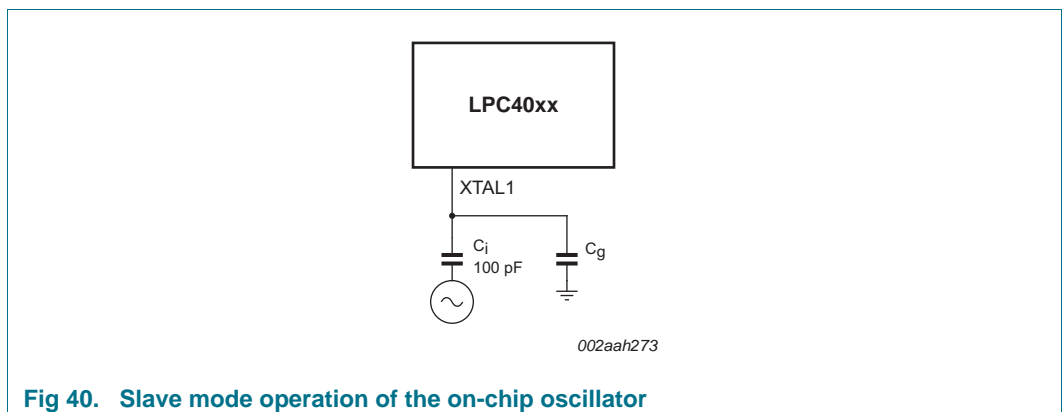 LPC40xx
XTAL1
Ci
100 pF
Cg
002aah273
Fig 40. Slave mode operation of the on-chip oscillator